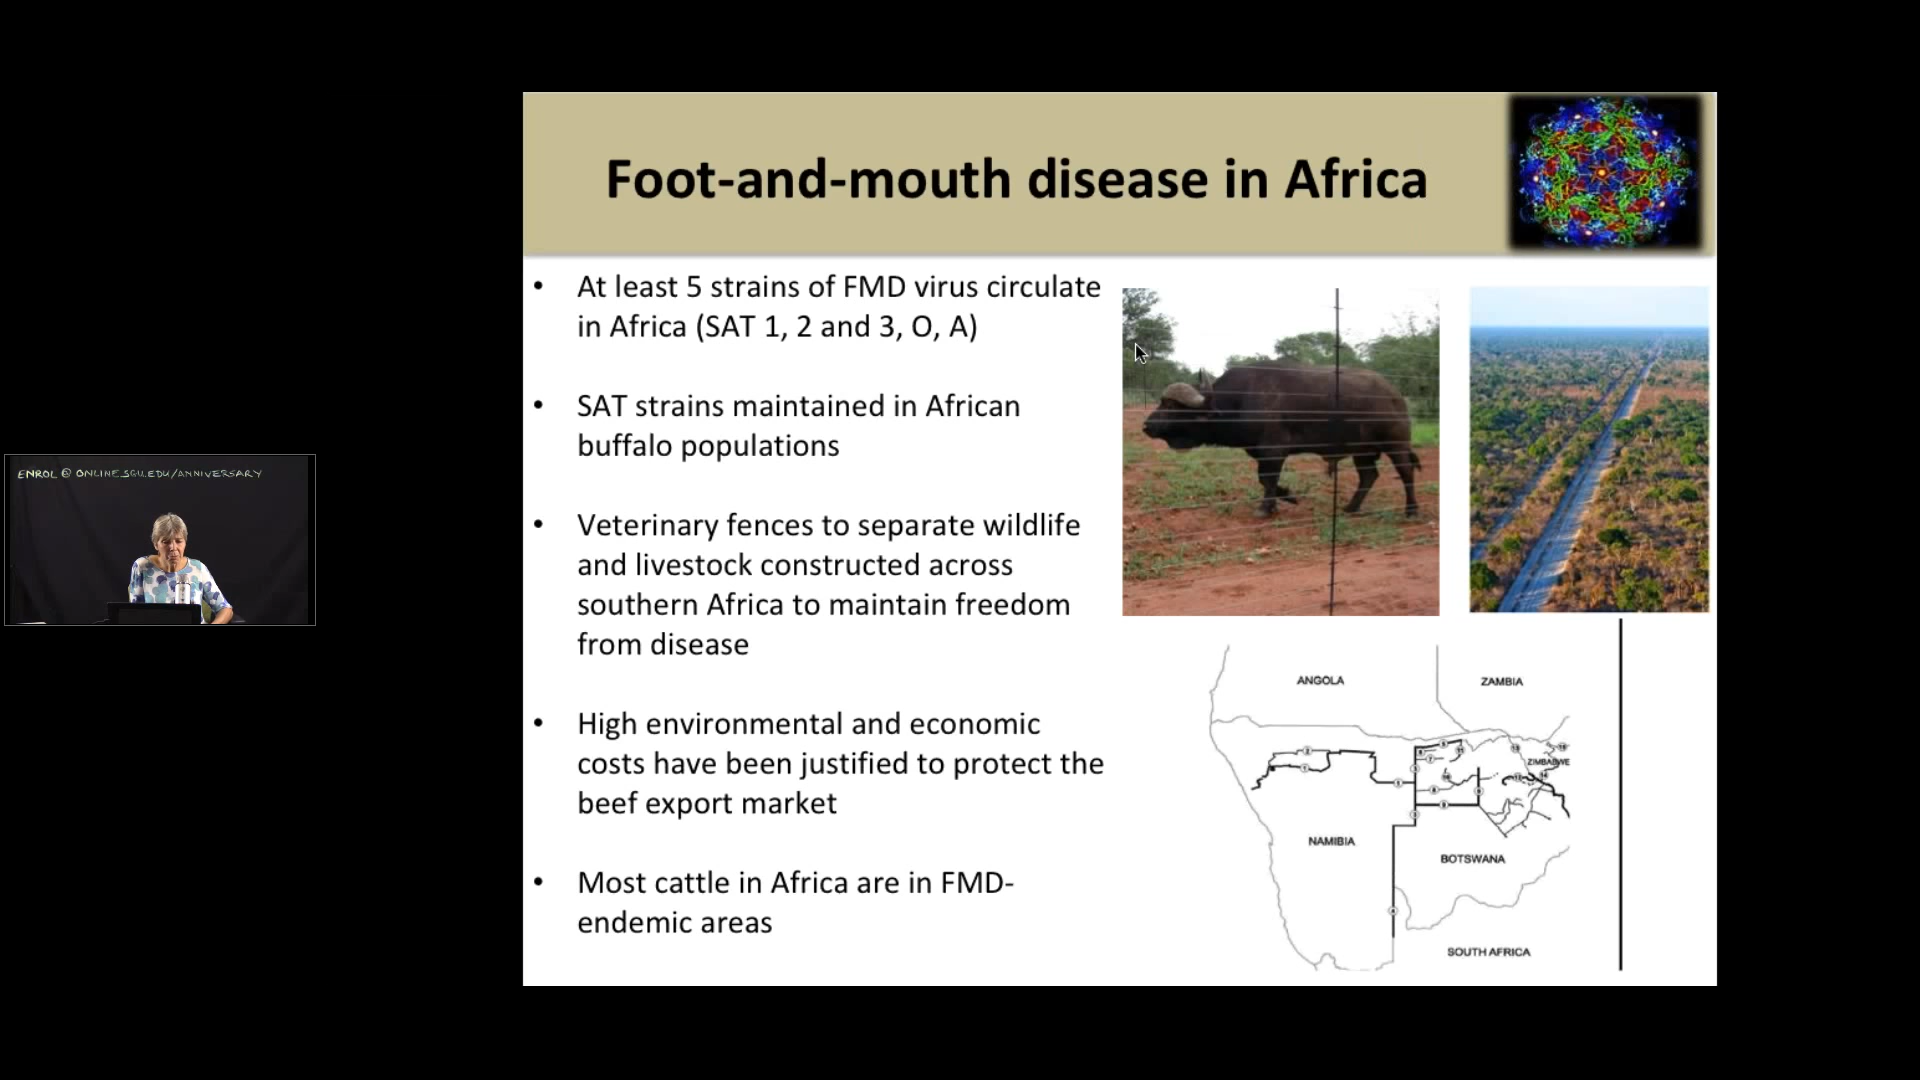 ENROL @ ONLINE.SGU.EDU/ANNIVERSARY
Foot-and-mouth disease in Africa
• At least 5 strains of FMD virus circulate
in Africa (SAT 1, 2 and 3, O, A)
• SAT strains maintained in African
buffalo populations
• Veterinary fences to separate wildlife
and livestock constructed across
southern Africa to maintain freedom
from disease
• High environmental and economic
costs have been justified to protect the
beef export market
• Most cattle in Africa are in FMD-
endemic areas
ANGOLA
ZAMBIA
ZIMBABWE
NAMIBIA
BOTSWANA
SOUTH AFRICA